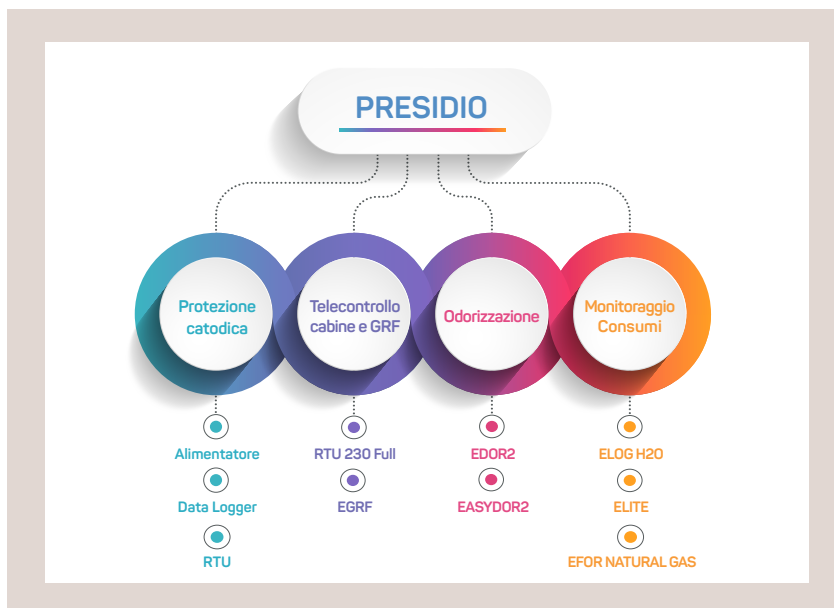 PRESIDIO
Protezione
catodica
Telecontrollo
cabine e GRF
Odorizzazione
Monitoraggio
Consumi
Alimentatore
Data Logger
RTU
RTU 230 Full
EGRF
EDOR2
EASYDOR2
ELOG H2O
ELITE
EFOR NATURAL GAS